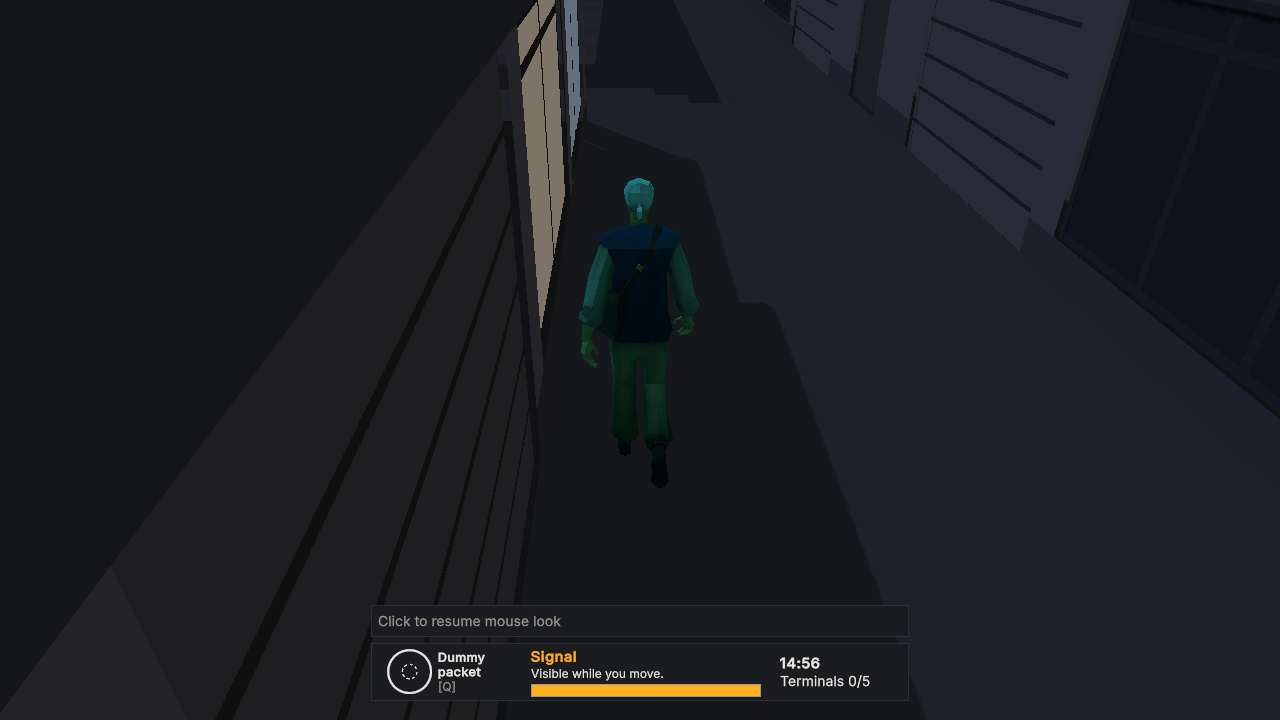 Click to resume mouse look
Dummy
packet
[Q]
Signal
Visible while you move.
14:56
Terminals 0/5